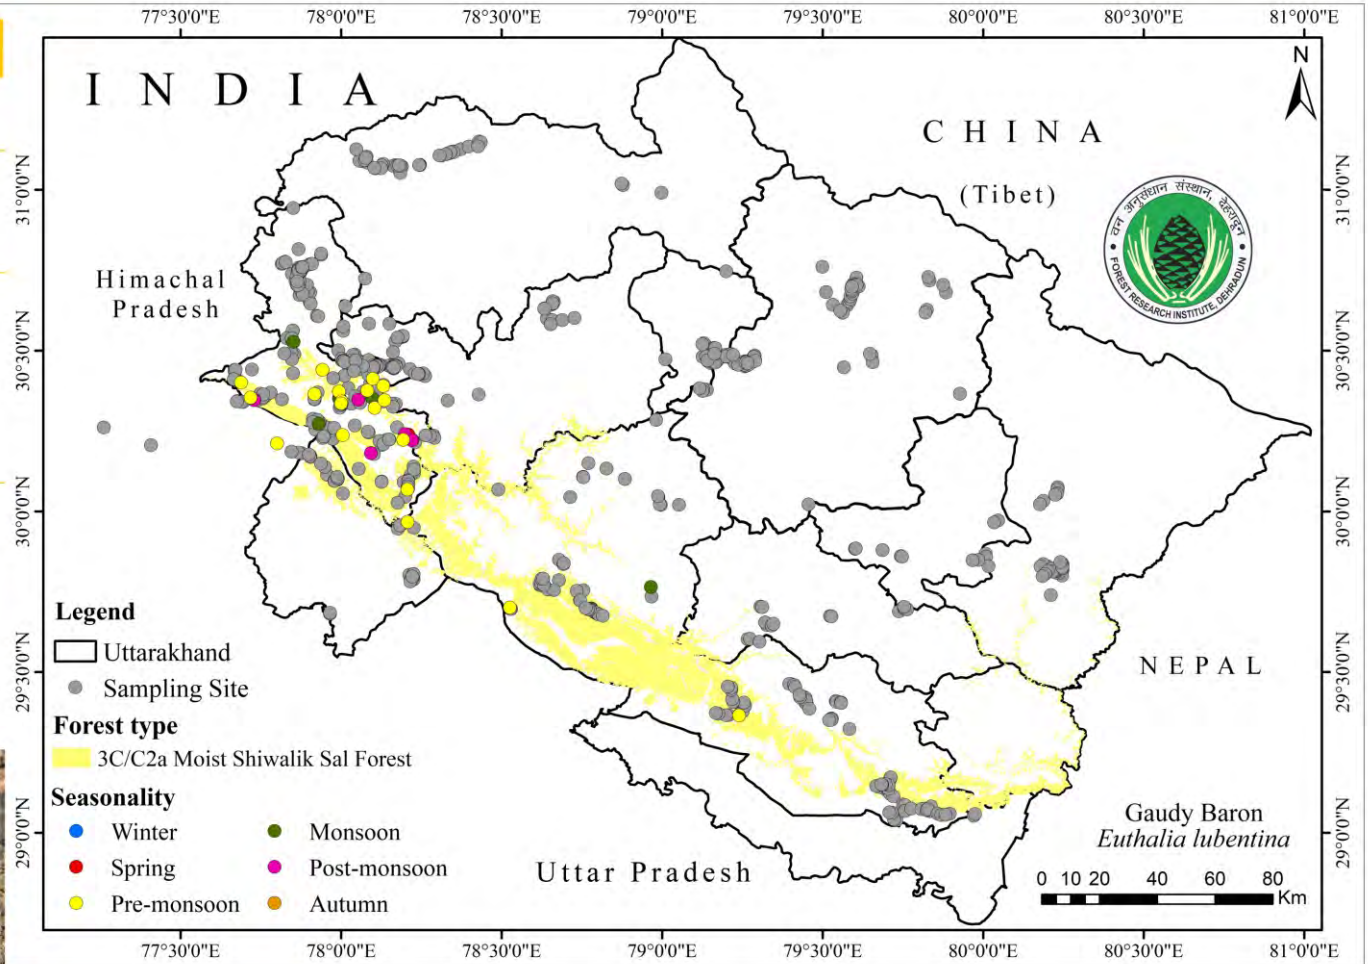 77°30'0"E 78°0'0"E 78°30'0"E 79°0'0"E 79°30'0"E 80°0'0"E 80°30'0"E 81°0'0"E
INDIA
N
CHINA
(Tibet)
31°0'0"N
31°0'0"N
वन अनुसंधान संस्थान, देहरादून
FOREST RESEARCH INSTITUTE, DEHRADUN
Himachal
Pradesh
30°30'0"N
30°30'0"N
30°0'0"N
30°0'0"N
Legend
Uttarakhand
Sampling Site
Forest type
3C/C2a Moist Shiwalik Sal Forest
Seasonality
Winter
Monsoon
Spring
Post-monsoon
Pre-monsoon
Autumn
NEPAL
29°30'0"N
29°30'0"N
29°0'0"N
29°0'0"N
Uttar Pradesh
Gaudy Baron
Euthalia lubentina
0 10 20 40 60 80
Km
77°30'0"E 78°0'0"E 78°30'0"E 79°0'0"E 79°30'0"E 80°0'0"E 80°30'0"E 81°0'0"E